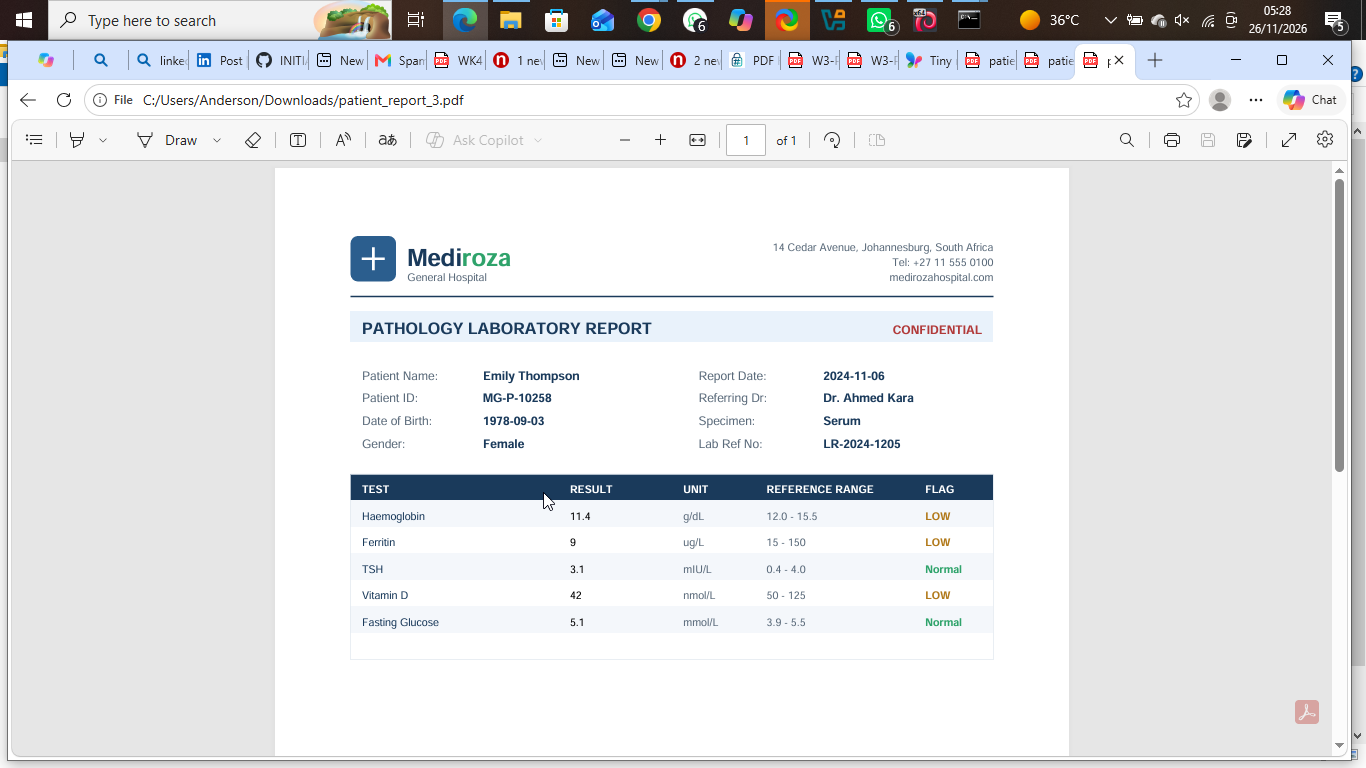 Type here to search
6
6
36°C
05:28
26/11/2026
5
linke
Post
INITI
New
Span
WK4
1 nev
New
New
2 nev
PDF
W3-F
W3-F
Tiny
patie
patie
File C:/Users/Anderson/Downloads/patient_report_3.pdf
Chat
Draw
aあ
Ask Copilot
1 of 1
Mediroza
General Hospital
14 Cedar Avenue, Johannesburg, South Africa
Tel: +27 11 555 0100
medirozahospital.com
PATHOLOGY LABORATORY REPORT CONFIDENTIAL
Patient Name: Emily Thompson Report Date: 2024-11-06
Patient ID: MG-P-10258 Referring Dr: Dr. Ahmed Kara
Date of Birth: 1978-09-03 Specimen: Serum
Gender: Female Lab Ref No: LR-2024-1205
TEST RESULT UNIT REFERENCE RANGE FLAG
Haemoglobin 11.4 g/dL 12.0 - 15.5 LOW
Ferritin 9 ug/L 15 - 150 LOW
TSH 3.1 mIU/L 0.4 - 4.0 Normal
Vitamin D 42 nmol/L 50 - 125 LOW
Fasting Glucose 5.1 mmol/L 3.9 - 5.5 Normal